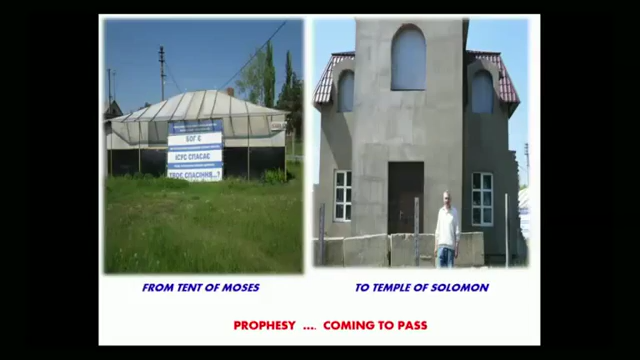 БОГ Є
ІСУС СПАСАЄ
ТВОЄ СПАСІННЯ...?
FROM TENT OF MOSES
TO TEMPLE OF SOLOMON
PROPHESY .... COMING TO PASS